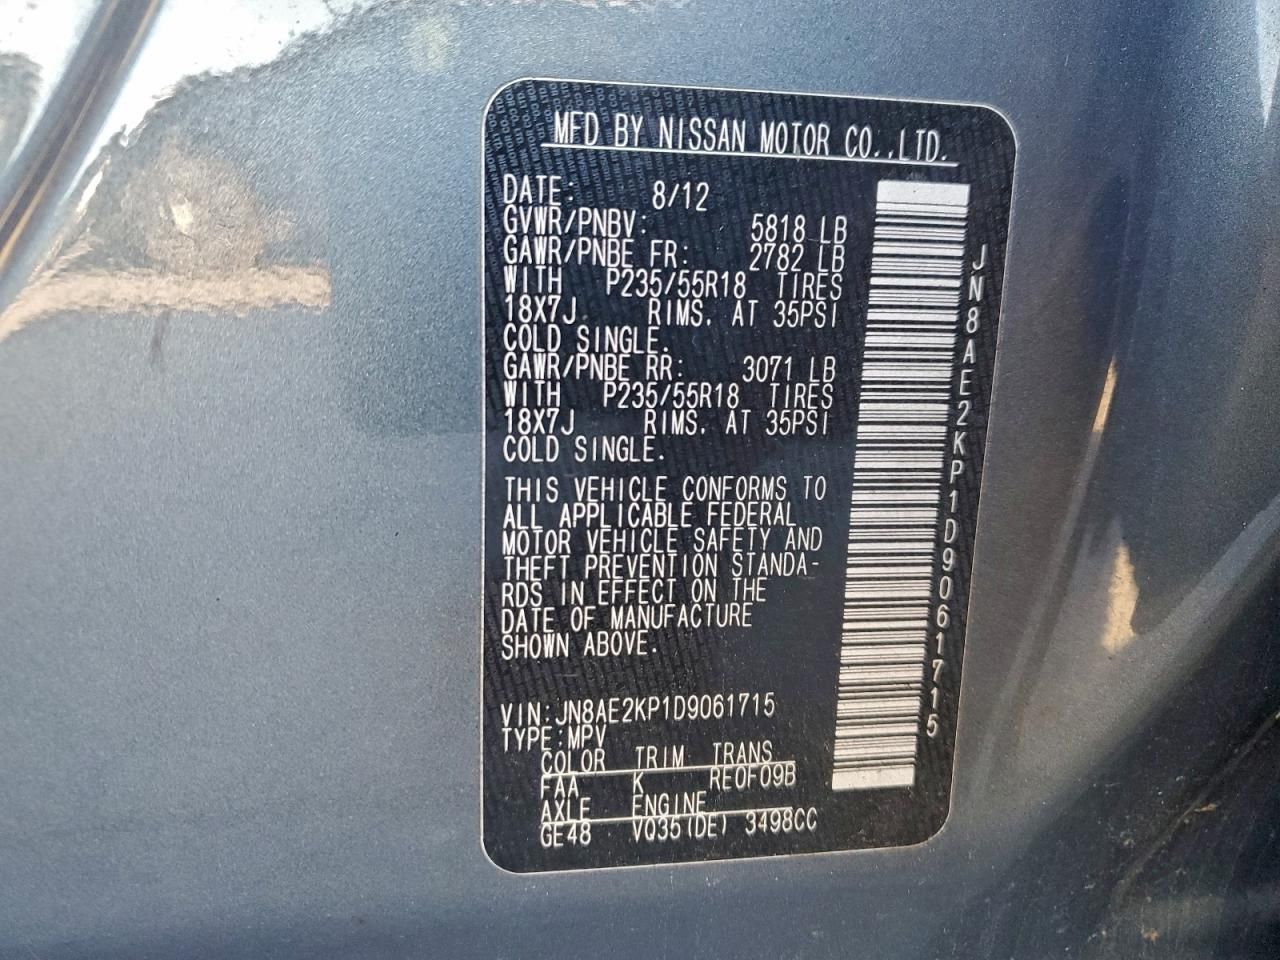 MFD BY NISSAN MOTOR CO.,LTD.
DATE: 8/12
GVWR/PNBV: 5818 LB
GAWR/PNBE FR: 2782 LB
WITH P235/55R18 TIRES
18X7J RIMS, AT 35PSI
COLD SINGLE.
GAWR/PNBE RR: 3071 LB
WITH P235/55R18 TIRES
18X7J RIMS, AT 35PSI
COLD SINGLE.
THIS VEHICLE CONFORMS TO
ALL APPLICABLE FEDERAL
MOTOR VEHICLE SAFETY AND
THEFT PREVENTION STANDA-
RDS IN EFFECT ON THE
DATE OF MANUFACTURE
SHOWN ABOVE.
VIN:JN8AE2KP1D9061715
TYPE:MPV
COLOR TRIM TRANS
FAA K RE0F09B
AXLE ENGINE
GE48 VQ35(DE) 3498CC
JN8AE2KP1D9061715